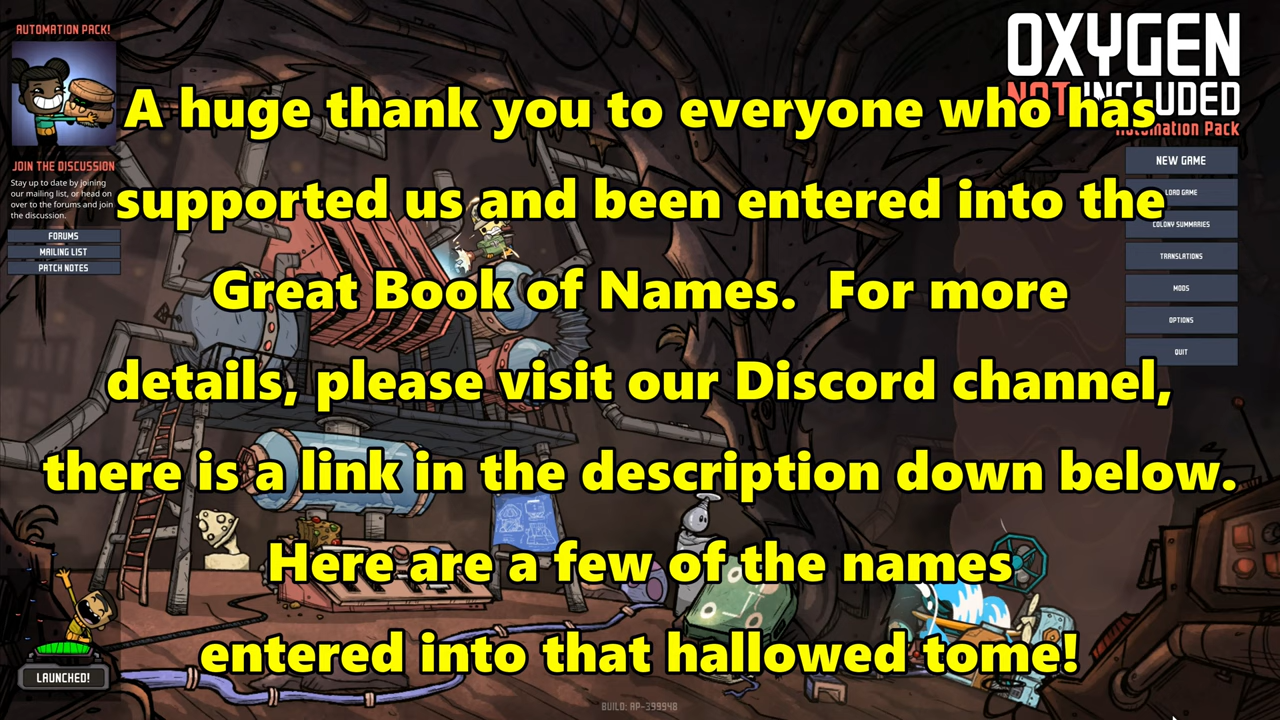 AUTOMATION PACK!
JOIN THE DISCUSSION
Stay up to date by joining
our mailing list, or head on
over to the forums and join
the discussion.
FORUMS
MAILING LIST
PATCH NOTES
OXYGEN
NOT INCLUDED
Automation Pack
NEW GAME
LOAD GAME
COLONY SUMMARIES
TRANSLATIONS
MODS
OPTIONS
QUIT
A huge thank you to everyone who has
supported us and been entered into the
Great Book of Names. For more
details, please visit our Discord channel,
there is a link in the description down below.
Here are a few of the names
entered into that hallowed tome!
LAUNCHED!
BUILD: AP-399948